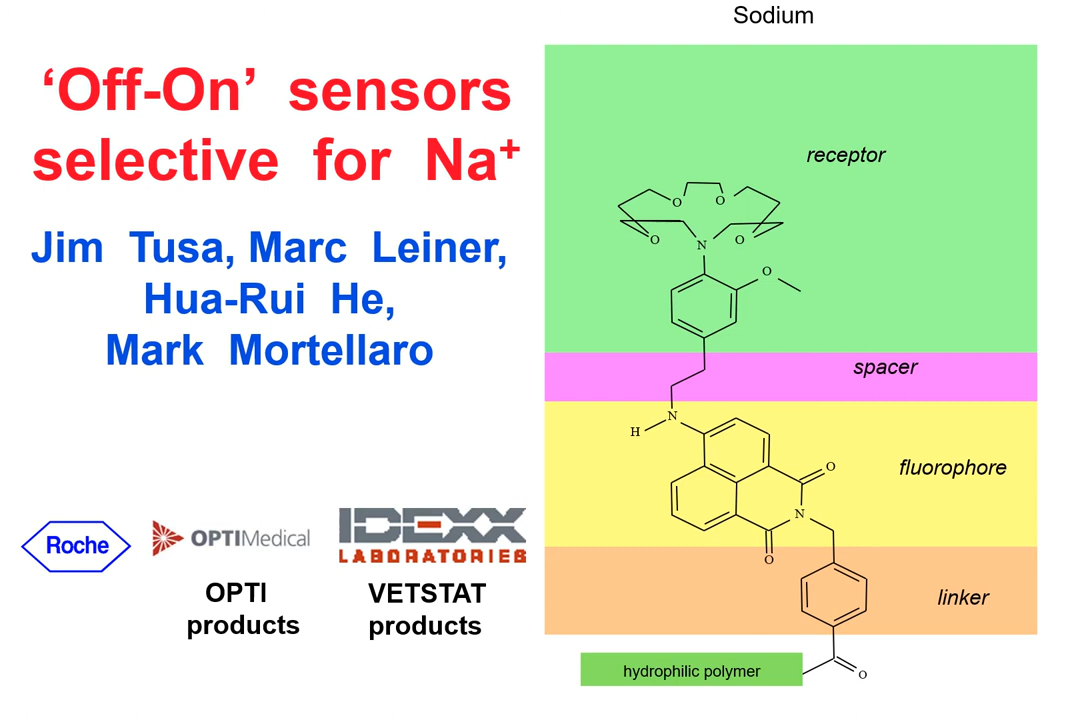 Sodium
‘Off-On’ sensors
selective for Na⁺
Jim Tusa, Marc Leiner,
Hua-Rui He,
Mark Mortellaro
Roche
OPTIMedical
IDEXX
LABORATORIES
OPTI
products
VETSTAT
products
receptor
O O
O O
N
O
spacer
N
H
fluorophore
O
N
O
linker
hydrophilic polymer
O